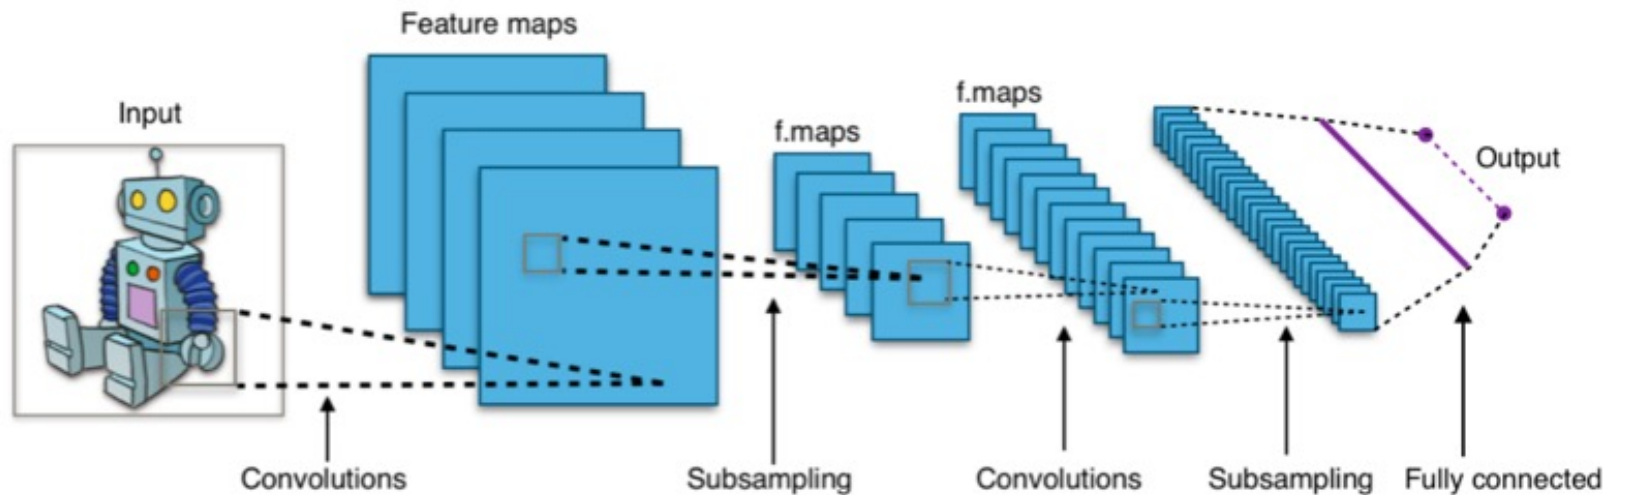 Feature maps
f.maps
Input
f.maps
Output
Convolutions
Subsampling
Convolutions
Subsampling
Fully connected